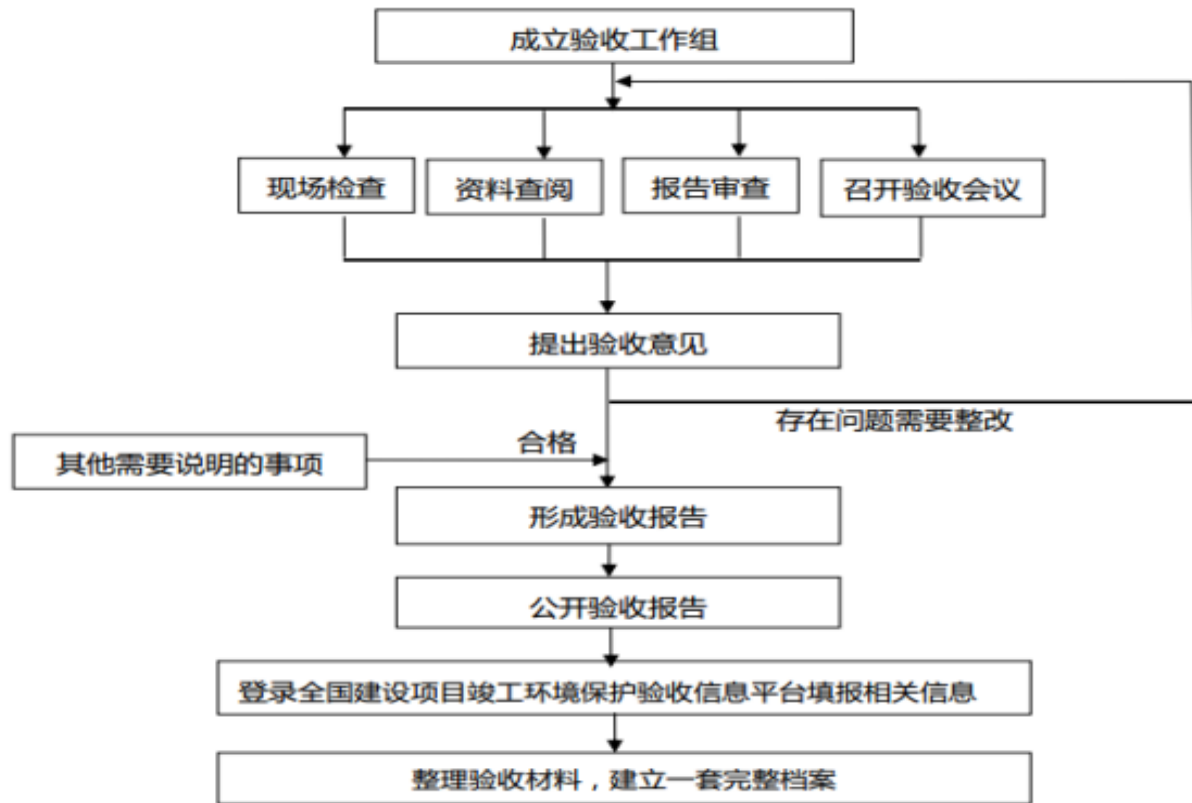 成立验收工作组
现场检查
资料查阅
报告审查
召开验收会议
提出验收意见
存在问题需要整改
合格
其他需要说明的事项
形成验收报告
公开验收报告
登录全国建设项目竣工环境保护验收信息平台填报相关信息
整理验收材料，建立一套完整档案